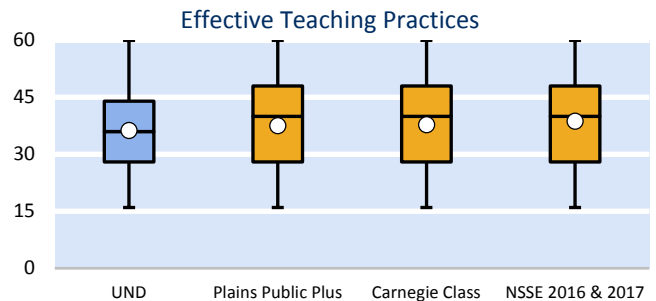 Effective Teaching Practices
60
45
30
15
0
UND Plains Public Plus Carnegie Class NSSE 2016 & 2017